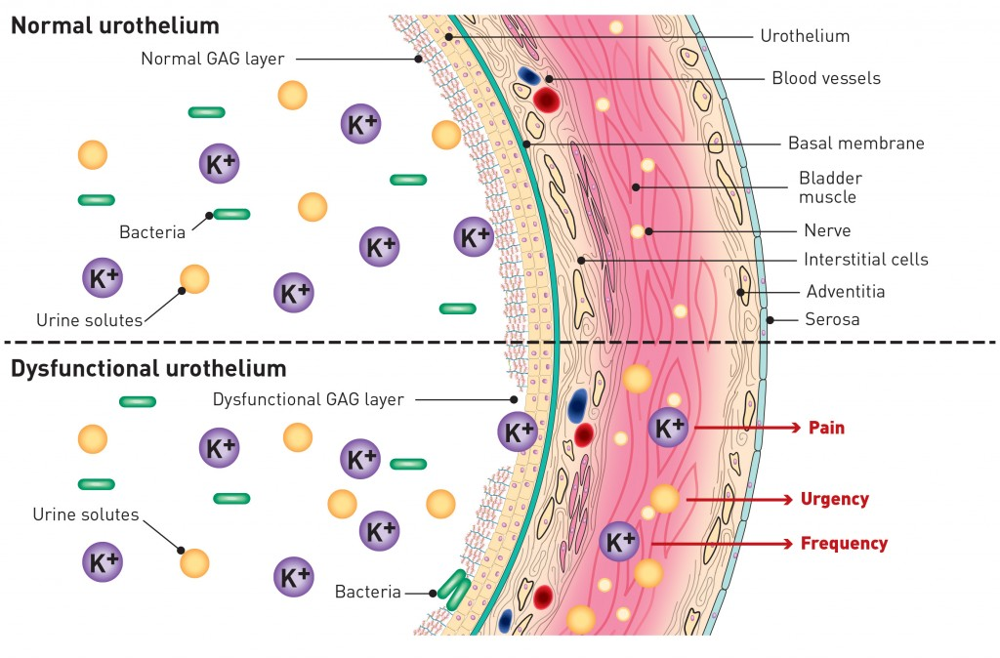 Normal urothelium
Normal GAG layer
Urothelium
Blood vessels
K+
K+
Basal membrane
Bladder
muscle
Bacteria
Nerve
K+
K+
Interstitial cells
K+
K+
Adventitia
Urine solutes
Serosa
Dysfunctional urothelium
Dysfunctional GAG layer
K+
K+
Pain
K+
K+
Urgency
Urine solutes
K+
K+
Frequency
K+
K+
Bacteria